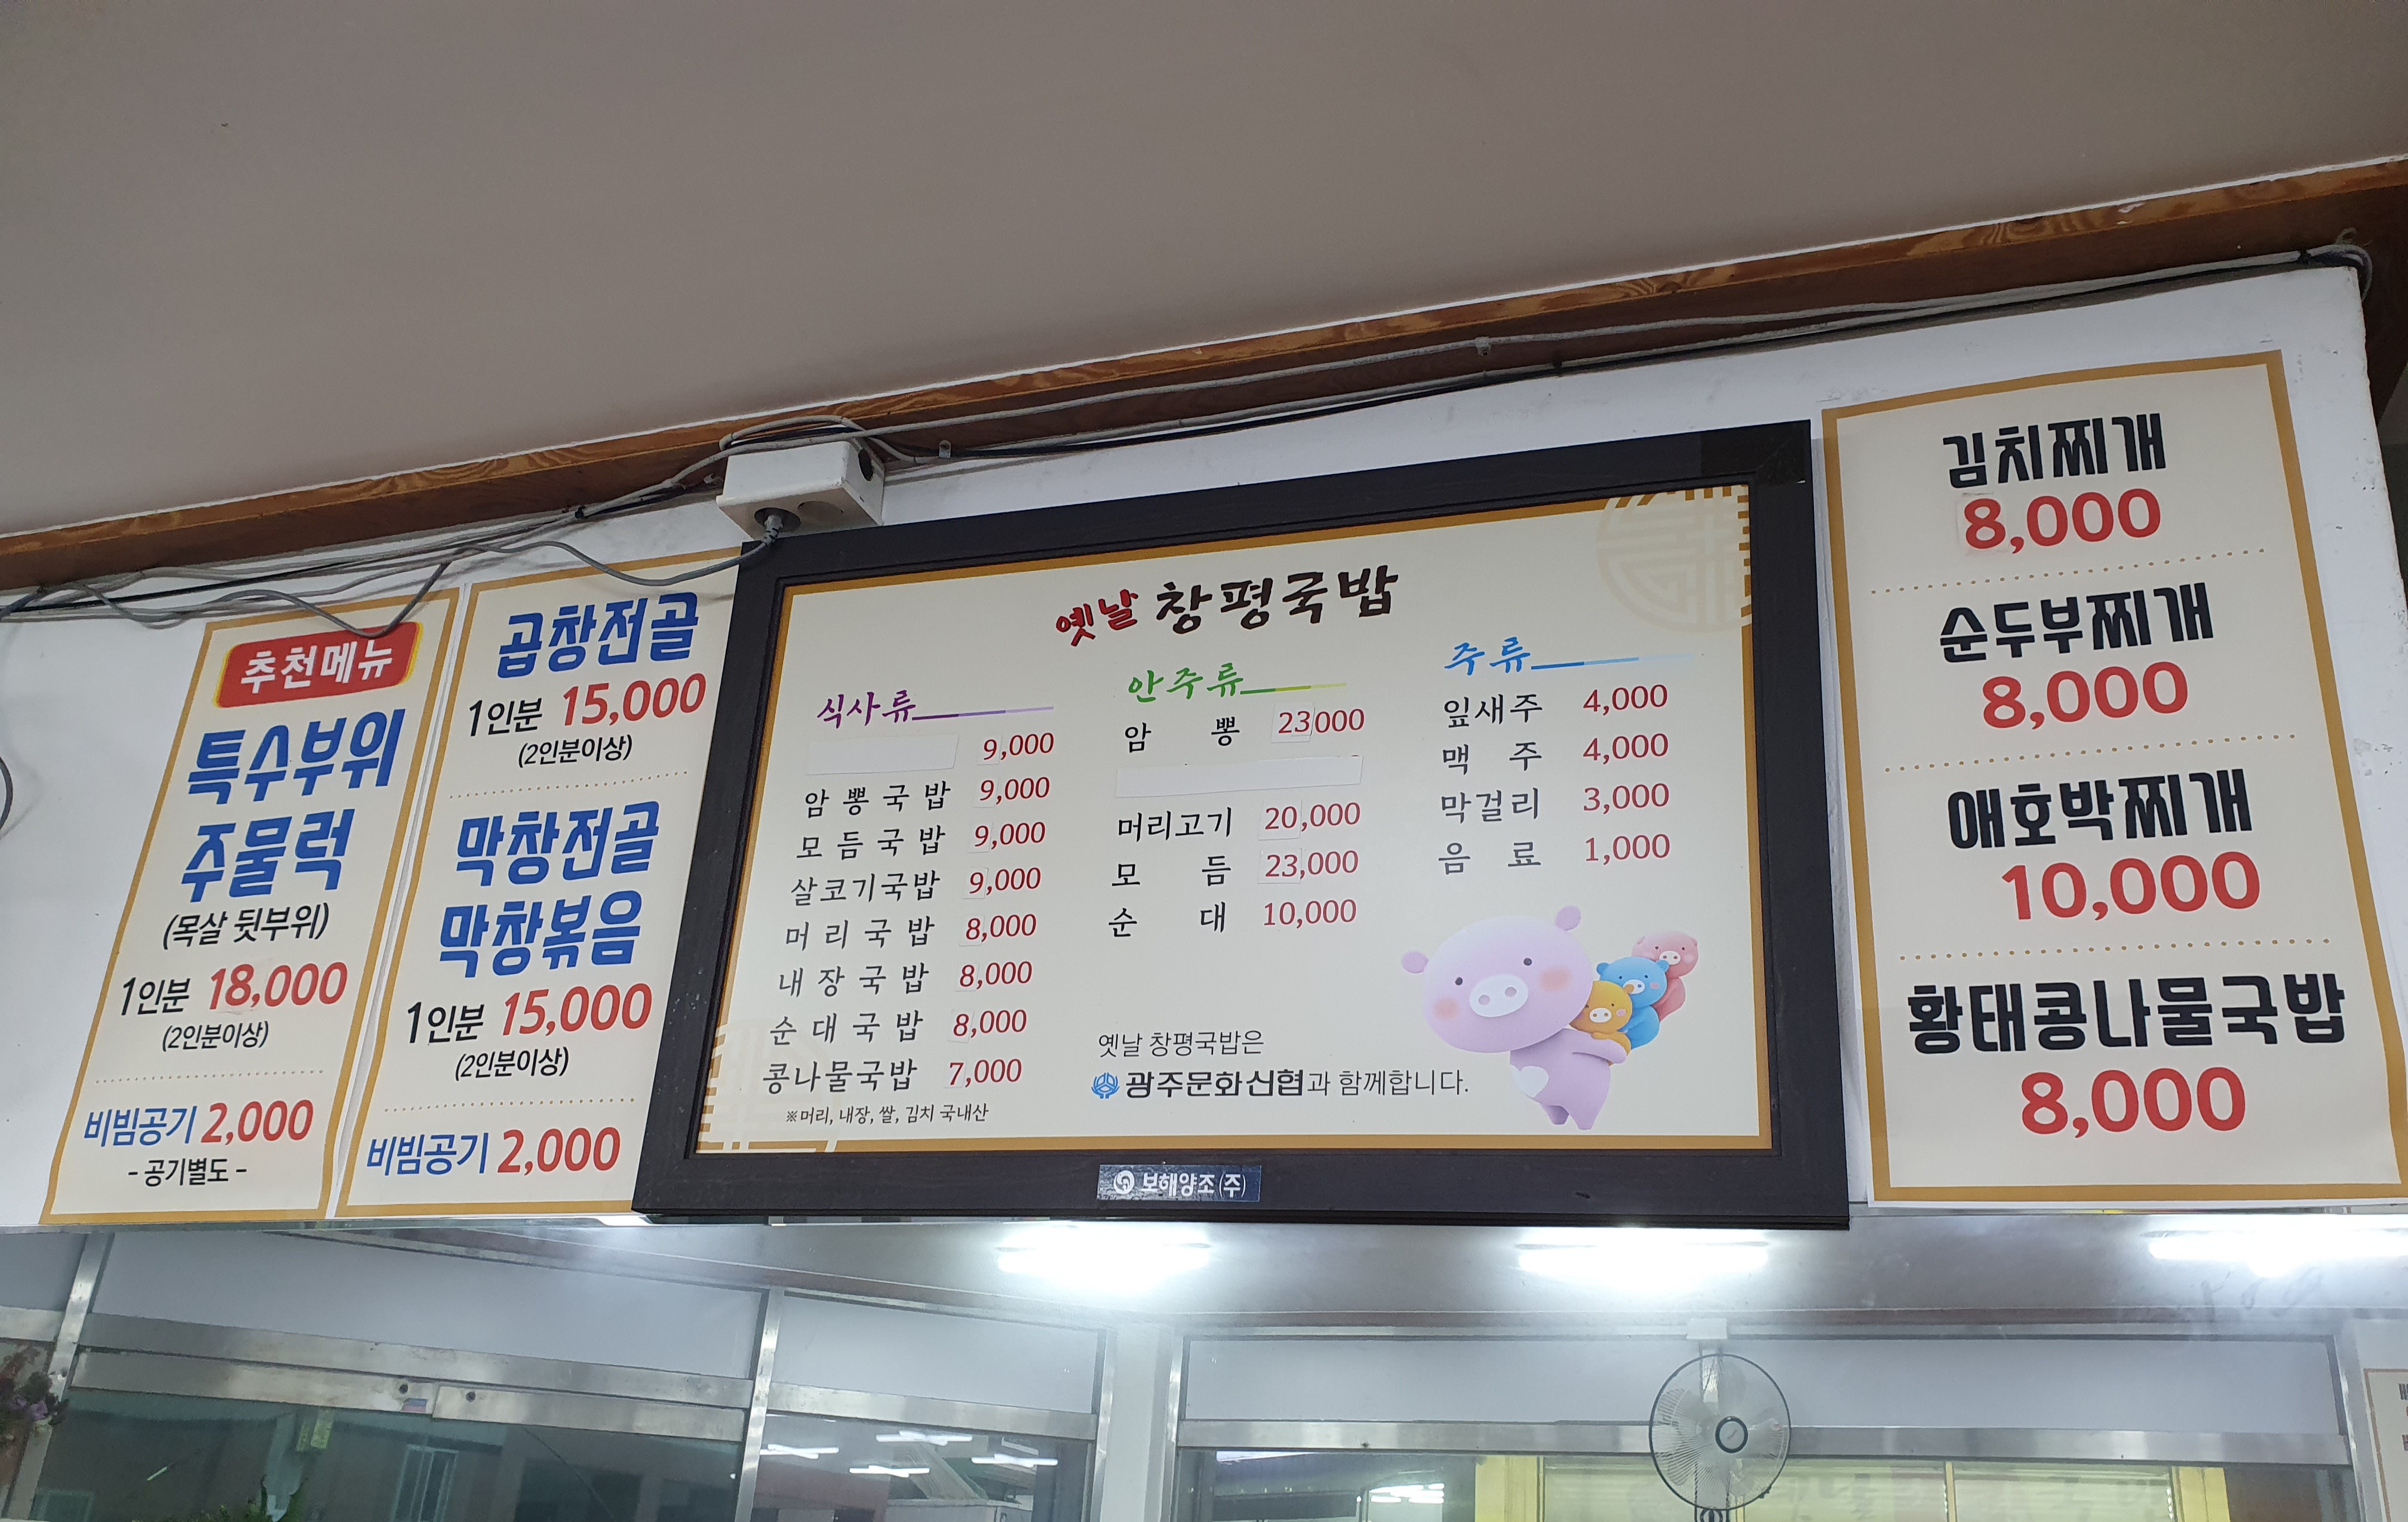 추천메뉴
특수부위
주물럭
(목살 뒷부위)
1인분 18,000
(2인분이상)
비빔공기 2,000
- 공기별도 -
곱창전골
1인분 15,000
(2인분이상)
막창전골
막창볶음
1인분 15,000
(2인분이상)
비빔공기 2,000
옛날 창평국밥
식사류
9,000
암뽕국밥 9,000
모듬국밥 9,000
살코기국밥 9,000
머리국밥 8,000
내장국밥 8,000
순대국밥 8,000
콩나물국밥 7,000
※머리, 내장, 쌀, 김치 국내산
안주류
암뽕 23000
머리고기 20,000
모듬 23,000
순대 10,000
주류
잎새주 4,000
맥주 4,000
막걸리 3,000
음료 1,000
옛날 창평국밥은
광주문화신협과 함께합니다.
보해양조(주)
김치찌개
8,000
순두부찌개
8,000
애호박찌개
10,000
황태콩나물국밥
8,000